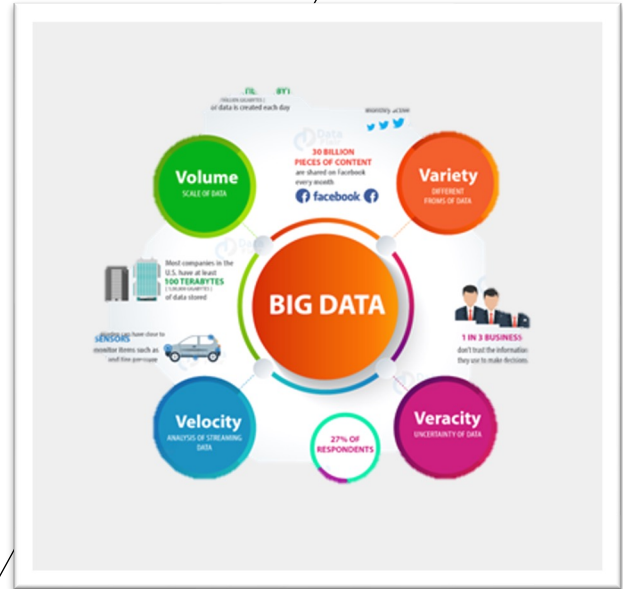 of data is created each day
monthly active
30 BILLION
PIECES OF CONTENT
are shared on Facebook
every month
facebook
Volume
SCALE OF DATA
Variety
DIFFERENT
FROMS OF DATA
Most companies in the
U.S. have at least
100 TERABYTES
of data stored
BIG DATA
SENSORS
monitor items such as
1 IN 3 BUSINESS
don't trust the information
they use to make decisions
Velocity
ANALYSIS OF STREAMING
DATA
27% OF
RESPONDENTS
Veracity
UNCERTAINTY OF DATA